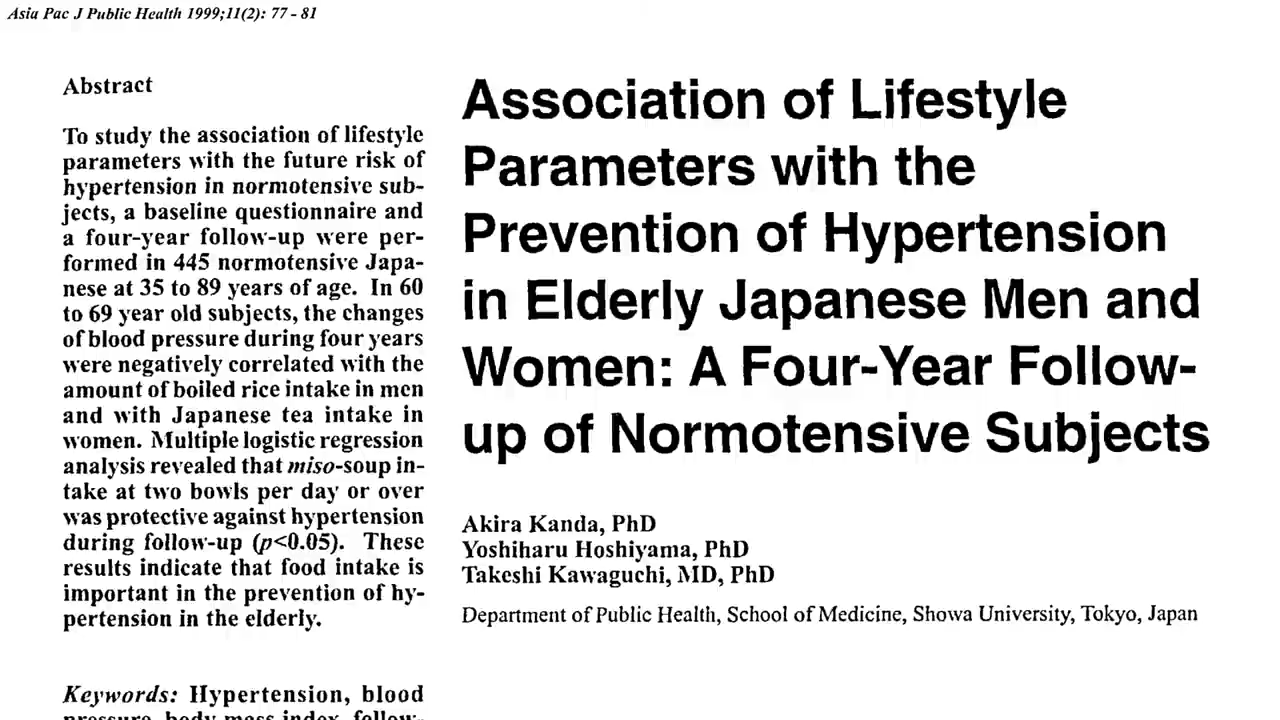 Asia Pac J Public Health 1999;11(2): 77 - 81
Abstract
To study the association of lifestyle
parameters with the future risk of
hypertension in normotensive sub-
jects, a baseline questionnaire and
a four-year follow-up were per-
formed in 445 normotensive Japa-
nese at 35 to 89 years of age. In 60
to 69 year old subjects, the changes
of blood pressure during four years
were negatively correlated with the
amount of boiled rice intake in men
and with Japanese tea intake in
women. Multiple logistic regression
analysis revealed that miso-soup in-
take at two bowls per day or over
was protective against hypertension
during follow-up (p<0.05). These
results indicate that food intake is
important in the prevention of hy-
pertension in the elderly.
Keywords: Hypertension, blood
pressure, body mass index, follow-
Association of Lifestyle
Parameters with the
Prevention of Hypertension
in Elderly Japanese Men and
Women: A Four-Year Follow-
up of Normotensive Subjects
Akira Kanda, PhD
Yoshiharu Hoshiyama, PhD
Takeshi Kawaguchi, MD, PhD
Department of Public Health, School of Medicine, Showa University, Tokyo, Japan